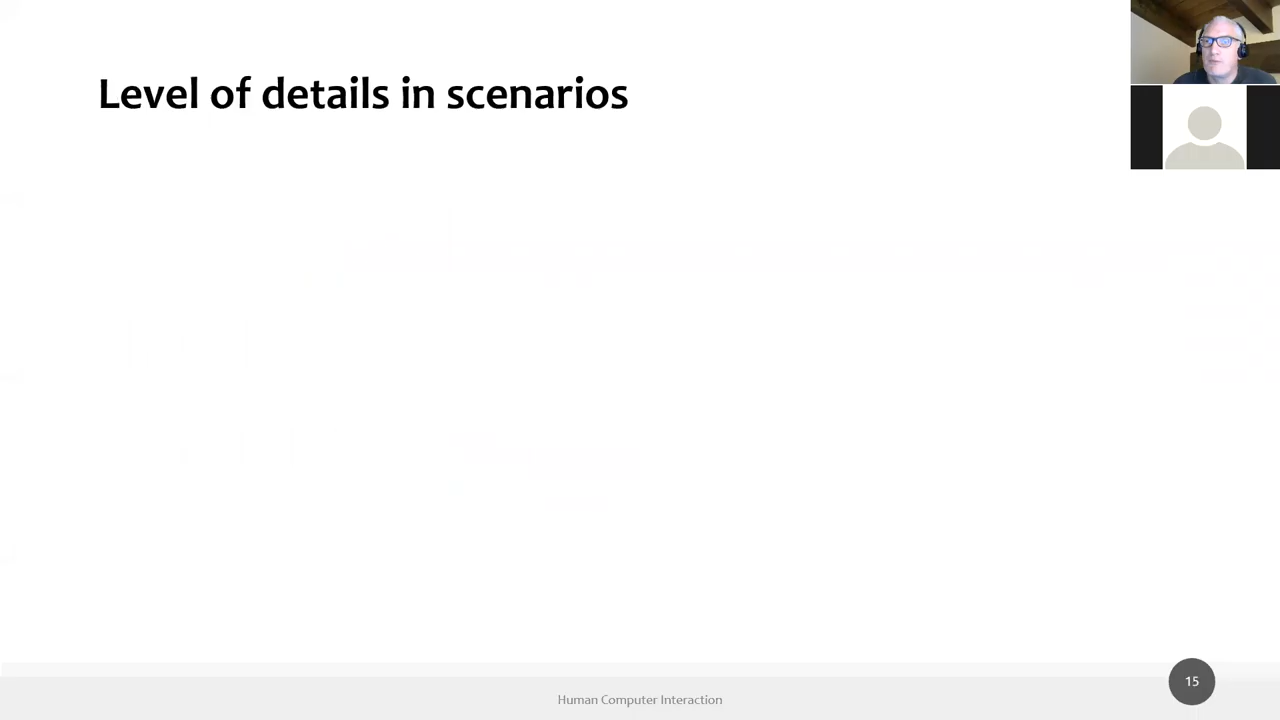 Level of details in scenarios
Human Computer Interaction
15